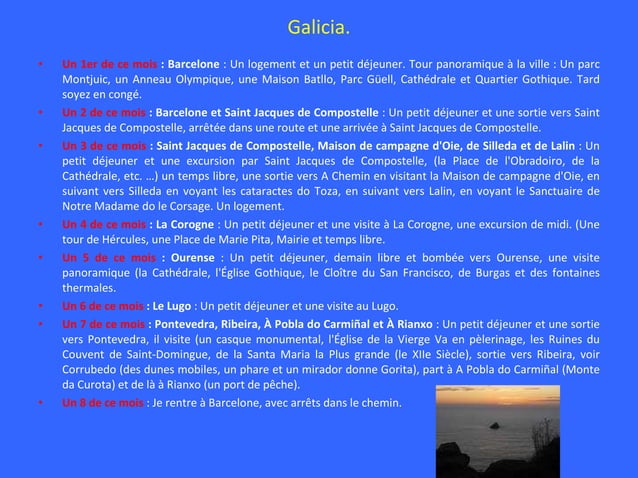 Galicia.
• Un 1er de ce mois : Barcelone : Un logement et un petit déjeuner. Tour panoramique à la ville : Un parc
Montjuic, un Anneau Olympique, une Maison Batllo, Parc Güell, Cathédrale et Quartier Gothique. Tard
soyez en congé.
• Un 2 de ce mois : Barcelone et Saint Jacques de Compostelle : Un petit déjeuner et une sortie vers Saint
Jacques de Compostelle, arrêtée dans une route et une arrivée à Saint Jacques de Compostelle.
• Un 3 de ce mois : Saint Jacques de Compostelle, Maison de campagne d'Oie, de Silleda et de Lalin : Un
petit déjeuner et une excursion par Saint Jacques de Compostelle, (la Place de l'Obradoiro, de la
Cathédrale, etc. …) un temps libre, une sortie vers A Chemin en visitant la Maison de campagne d'Oie, en
suivant vers Silleda en voyant les cataractes do Toza, en suivant vers Lalin, en voyant le Sanctuaire de
Notre Madame do le Corsage. Un logement.
• Un 4 de ce mois : La Corogne : Un petit déjeuner et une visite à La Corogne, une excursion de midi. (Une
tour de Hércules, une Place de Marie Pita, Mairie et temps libre.
• Un 5 de ce mois : Ourense : Un petit déjeuner, demain libre et bombée vers Ourense, une visite
panoramique (la Cathédrale, l'Église Gothique, le Cloître du San Francisco, de Burgas et des fontaines
thermales.
• Un 6 de ce mois : Le Lugo : Un petit déjeuner et une visite au Lugo.
• Un 7 de ce mois : Pontevedra, Ribeira, À Pobla do Carmiñal et À Rianxo : Un petit déjeuner et une sortie
vers Pontevedra, il visite (un casque monumental, l'Église de la Vierge Va en pèlerinage, les Ruines du
Couvent de Saint-Domingue, de la Santa Maria la Plus grande (le XIIe Siècle), sortie vers Ribeira, voir
Corrubedo (des dunes mobiles, un phare et un mirador donne Gorita), part à A Pobla do Carmiñal (Monte
da Curota) et de là à Rianxo (un port de pêche).
• Un 8 de ce mois : Je rentre à Barcelone, avec arrêts dans le chemin.